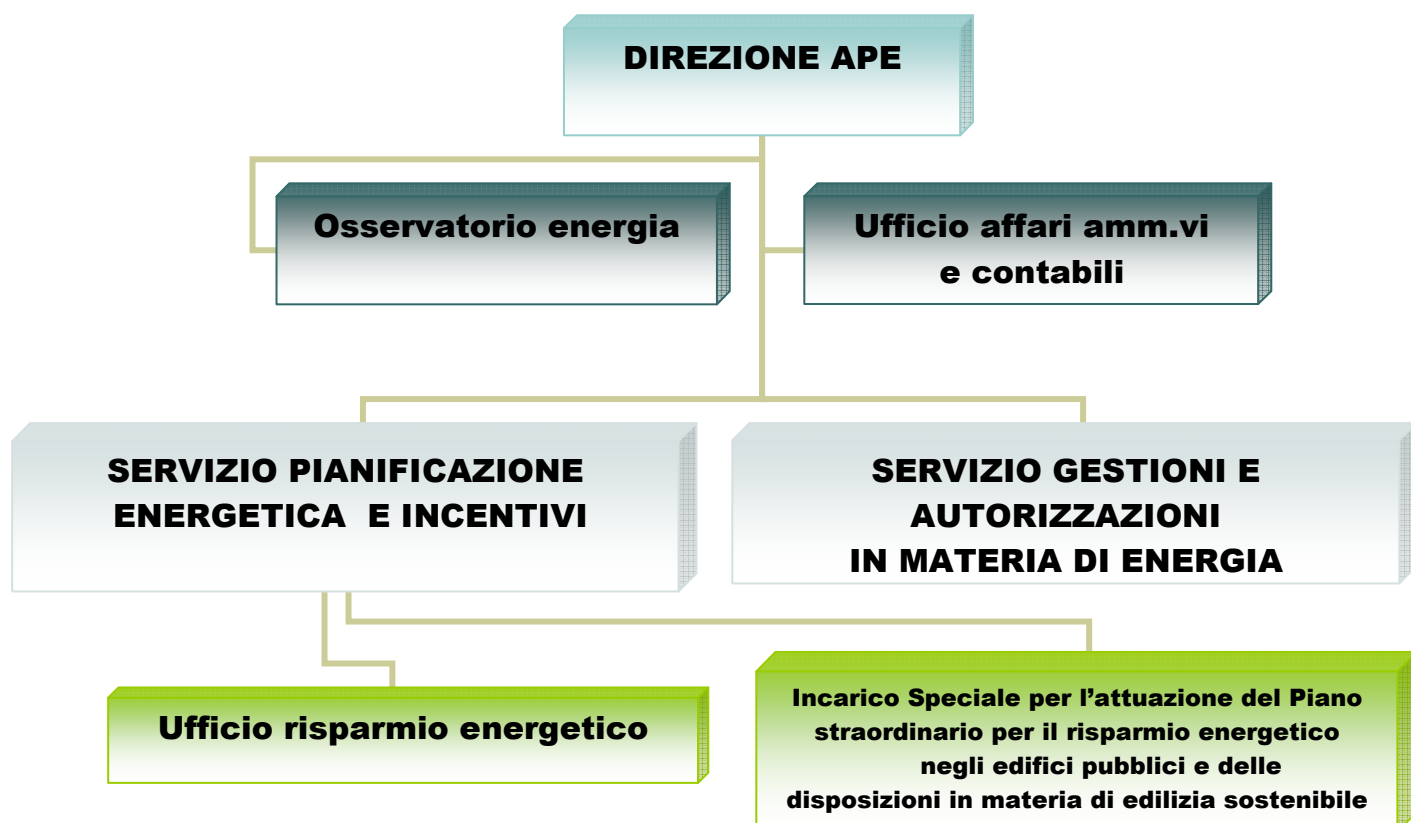 DIREZIONE APE
Osservatorio energia
Ufficio affari amm.vi
e contabili
SERVIZIO PIANIFICAZIONE
ENERGETICA E INCENTIVI
SERVIZIO GESTIONI E
AUTORIZZAZIONI
IN MATERIA DI ENERGIA
Ufficio risparmio energetico
Incarico Speciale per l'attuazione del Piano
straordinario per il risparmio energetico
negli edifici pubblici e delle
disposizioni in materia di edilizia sostenibile